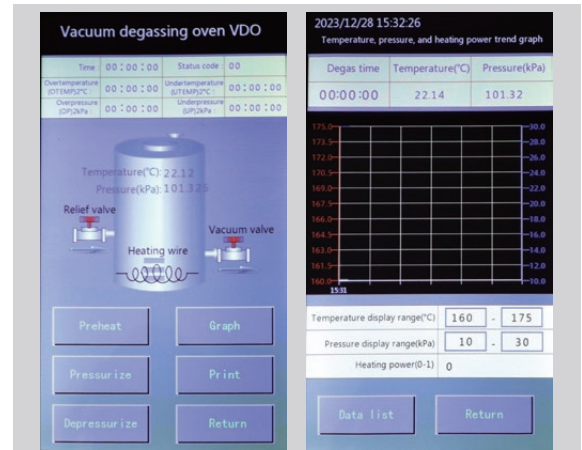 Vacuum degassing oven VDO
Time 00:00:00 Status code 00
Overtemperature (OTEMP)2℃ : 00:00:00 Undertemperature (UTEMP)2℃ : 00:00:00
Overpressure (OP)2kPa : 00:00:00 Underpressure (UP)2kPa : 00:00:00
Temperature(℃): 22.12
Pressure(kPa): 101.325
Relief valve
Vacuum valve
Heating wire
Preheat Graph
Pressurize Print
Depressurize Return
2023/12/28 15:32:26
Temperature, pressure, and heating power trend graph
Degas time Temperature(℃) Pressure(kPa)
00:00:00 22.14 101.32
175.0 30.0
173.5 28.0
172.0 26.0
170.5 24.0
169.0 22.0
167.5 20.0
166.0 18.0
164.5 16.0
163.0 14.0
161.5 12.0
160.0 10.0
15:31
Temperature display range(℃) 160 - 175
Pressure display range(kPa) 10 - 30
Heating power(0-1) 0
Data list Return